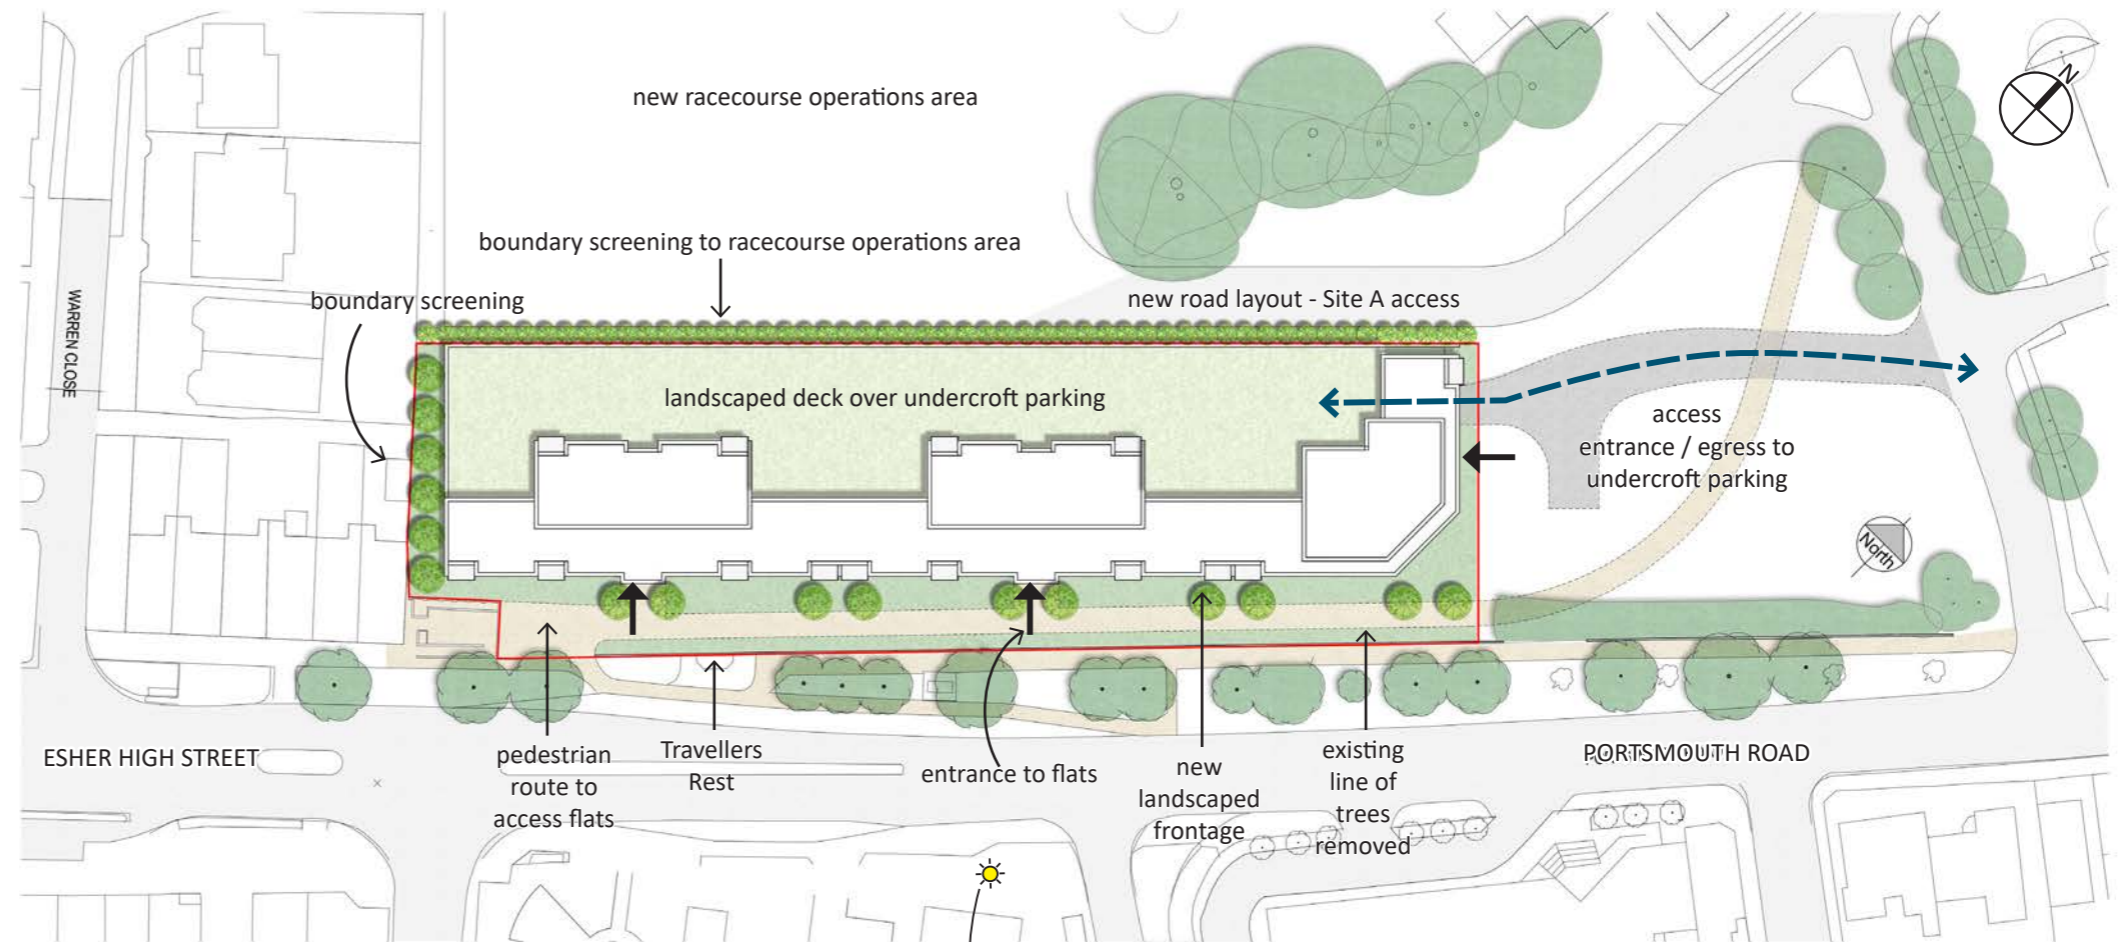 new racecourse operations area
N
boundary screening to racecourse operations area
boundary screening
new road layout - Site A access
WARREN CLOSE
landscaped deck over undercroft parking
access
entrance / egress to
undercroft parking
North
ESHER HIGH STREET
pedestrian
route to
access flats
Travellers
Rest
entrance to flats
new
landscaped
frontage
existing
line of
trees
removed
PORTSMOUTH ROAD